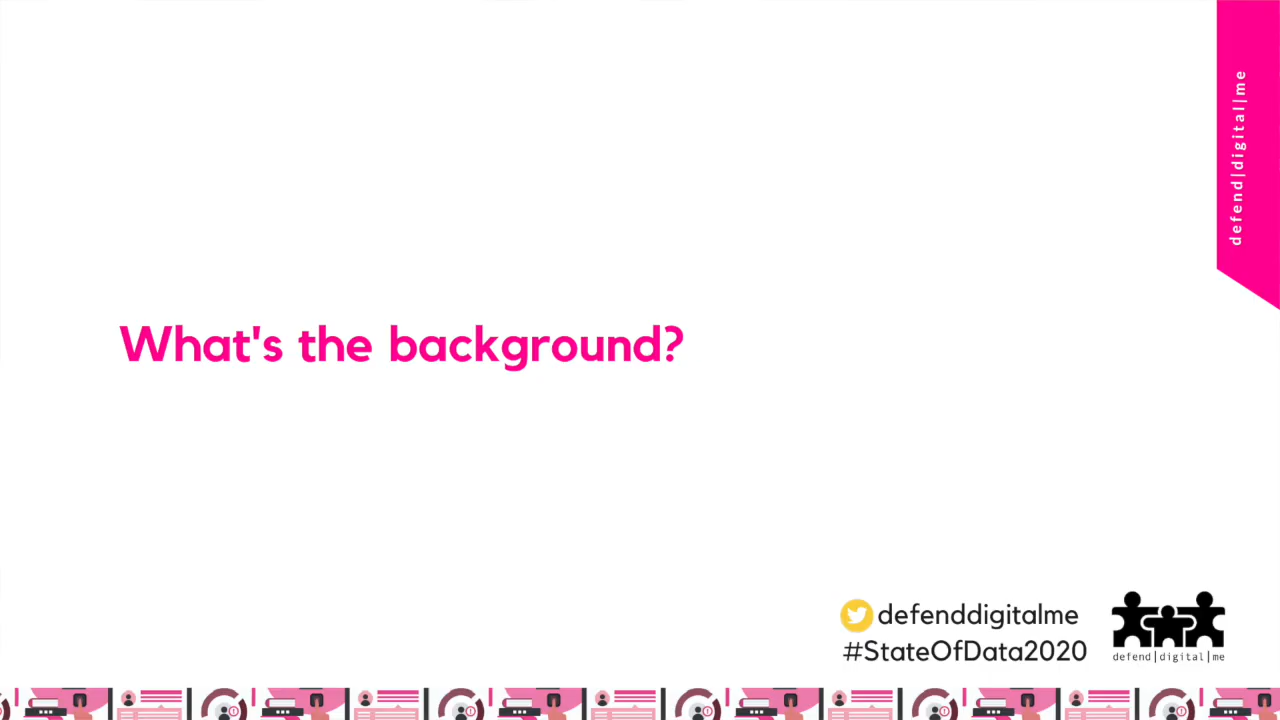 defend|digital|me
What's the background?
defenddigitalme
#StateOfData2020
defend|digital|me